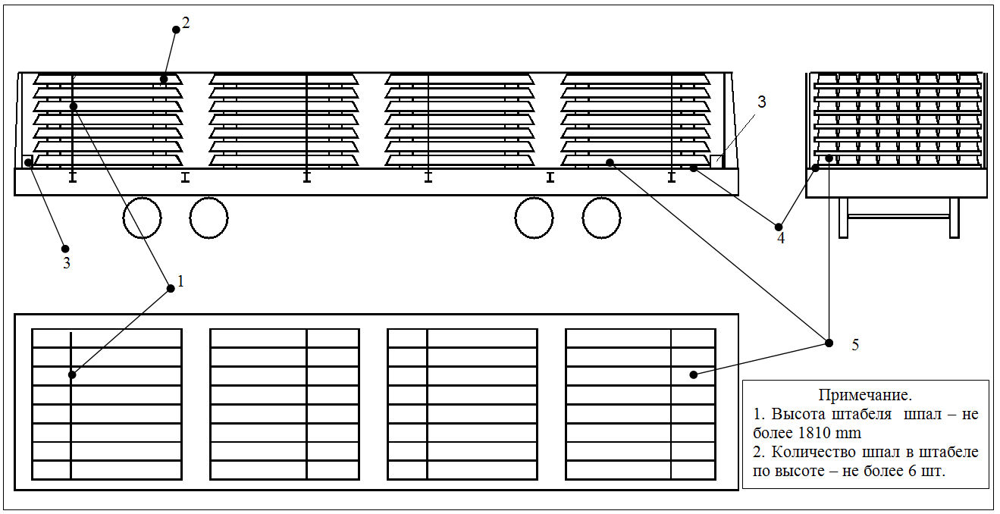 2
3
4
3
1
5
Примечание.
1. Высота штабеля шпал – не
более 1810 mm
2. Количество шпал в штабеле
по высоте – не более 6 шт.